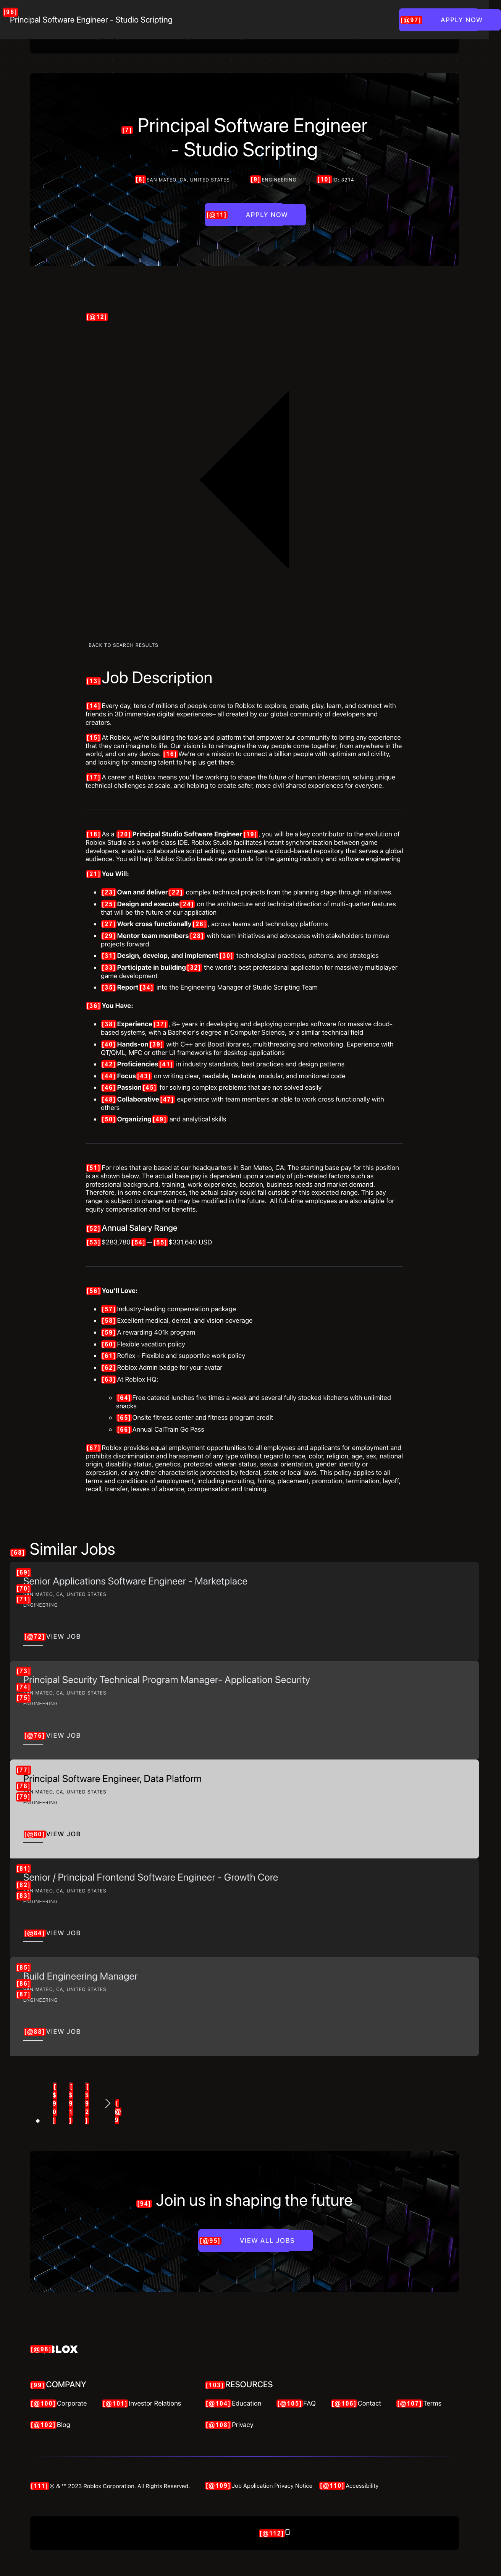 [96]
Principal Software Engineer - Studio Scripting
[@97] APPLY NOW
[7] Principal Software Engineer
- Studio Scripting
[8] SAN MATEO, CA, UNITED STATES [9] ENGINEERING [10] ID: 3214
[@11] APPLY NOW
[@12]
BACK TO SEARCH RESULTS
[13] Job Description
[14] Every day, tens of millions of people come to Roblox to explore, create, play, learn, and connect with
friends in 3D immersive digital experiences– all created by our global community of developers and
creators.
[15] At Roblox, we're building the tools and platform that empower our community to bring any experience
that they can imagine to life. Our vision is to reimagine the way people come together, from anywhere in the
world, and on any device. [16] We're on a mission to connect a billion people with optimism and civility,
and looking for amazing talent to help us get there.
[17] A career at Roblox means you'll be working to shape the future of human interaction, solving unique
technical challenges at scale, and helping to create safer, more civil shared experiences for everyone.
[18] As a [20] Principal Studio Software Engineer [19] , you will be a key contributor to the evolution of
Roblox Studio as a world-class IDE. Roblox Studio facilitates instant synchronization between game
developers, enables collaborative script editing, and manages a cloud-based repository that serves a global
audience. You will help Roblox Studio break new grounds for the gaming industry and software engineering
[21] You Will:
• [23] Own and deliver [22] complex technical projects from the planning stage through initiatives.
• [25] Design and execute [24] on the architecture and technical direction of multi-quarter features
that will be the future of our application
• [27] Work cross functionally [26] , across teams and technology platforms
• [29] Mentor team members [28] with team initiatives and advocates with stakeholders to move
projects forward.
• [31] Design, develop, and implement [30] technological practices, patterns, and strategies
• [33] Participate in building [32] the world's best professional application for massively multiplayer
game development
• [35] Report [34] into the Engineering Manager of Studio Scripting Team
[36] You Have:
• [38] Experience [37] , 8+ years in developing and deploying complex software for massive cloud-
based systems, with a Bachelor's degree in Computer Science, or a similar technical field
• [40] Hands-on [39] with C++ and Boost libraries, multithreading and networking. Experience with
QT/QML, MFC or other UI frameworks for desktop applications
• [42] Proficiencies [41] in industry standards, best practices and design patterns
• [44] Focus [43] on writing clear, readable, testable, modular, and monitored code
• [46] Passion [45] for solving complex problems that are not solved easily
• [48] Collaborative [47] experience with team members an able to work cross functionally with
others
• [50] Organizing [49] and analytical skills
[51] For roles that are based at our headquarters in San Mateo, CA: The starting base pay for this position
is as shown below. The actual base pay is dependent upon a variety of job-related factors such as
professional background, training, work experience, location, business needs and market demand.
Therefore, in some circumstances, the actual salary could fall outside of this expected range. This pay
range is subject to change and may be modified in the future. All full-time employees are also eligible for
equity compensation and for benefits.
[52] Annual Salary Range
[53] $283,780 [54] — [55] $331,640 USD
[56] You'll Love:
• [57] Industry-leading compensation package
• [58] Excellent medical, dental, and vision coverage
• [59] A rewarding 401k program
• [60] Flexible vacation policy
• [61] Roflex - Flexible and supportive work policy
• [62] Roblox Admin badge for your avatar
• [63] At Roblox HQ:
◦ [64] Free catered lunches five times a week and several fully stocked kitchens with unlimited
snacks
◦ [65] Onsite fitness center and fitness program credit
◦ [66] Annual CalTrain Go Pass
[67] Roblox provides equal employment opportunities to all employees and applicants for employment and
prohibits discrimination and harassment of any type without regard to race, color, religion, age, sex, national
origin, disability status, genetics, protected veteran status, sexual orientation, gender identity or
expression, or any other characteristic protected by federal, state or local laws. This policy applies to all
terms and conditions of employment, including recruiting, hiring, placement, promotion, termination, layoff,
recall, transfer, leaves of absence, compensation and training.
[68] Similar Jobs
[69]
Senior Applications Software Engineer - Marketplace
[70]
SAN MATEO, CA, UNITED STATES
[71]
ENGINEERING
[@72] VIEW JOB
[73]
Principal Security Technical Program Manager- Application Security
[74]
SAN MATEO, CA, UNITED STATES
[75]
ENGINEERING
[@76] VIEW JOB
[77]
Principal Software Engineer, Data Platform
[78]
SAN MATEO, CA, UNITED STATES
[79]
ENGINEERING
[@80] VIEW JOB
[81]
Senior / Principal Frontend Software Engineer - Growth Core
[82]
SAN MATEO, CA, UNITED STATES
[83]
ENGINEERING
[@84] VIEW JOB
[85]
Build Engineering Manager
[86]
SAN MATEO, CA, UNITED STATES
[87]
ENGINEERING
[@88] VIEW JOB
[$90] [$91] [$92] [@9
[94] Join us in shaping the future
[@95] VIEW ALL JOBS
[@98] BLOX
[99] COMPANY
[@100] Corporate [@101] Investor Relations
[@102] Blog
[103] RESOURCES
[@104] Education [@105] FAQ [@106] Contact [@107] Terms
[@108] Privacy
[111] © & ™ 2023 Roblox Corporation. All Rights Reserved.
[@109] Job Application Privacy Notice [@110] Accessibility
[@112]